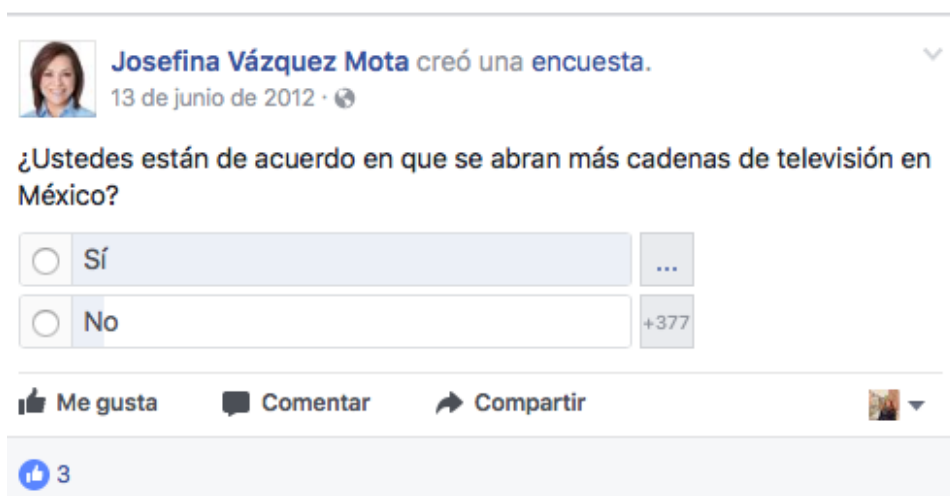 Josefina Vázquez Mota creó una encuesta.
13 de junio de 2012 ·
¿Ustedes están de acuerdo en que se abran más cadenas de televisión en
México?
Sí ...
No +377
Me gusta Comentar Compartir
3